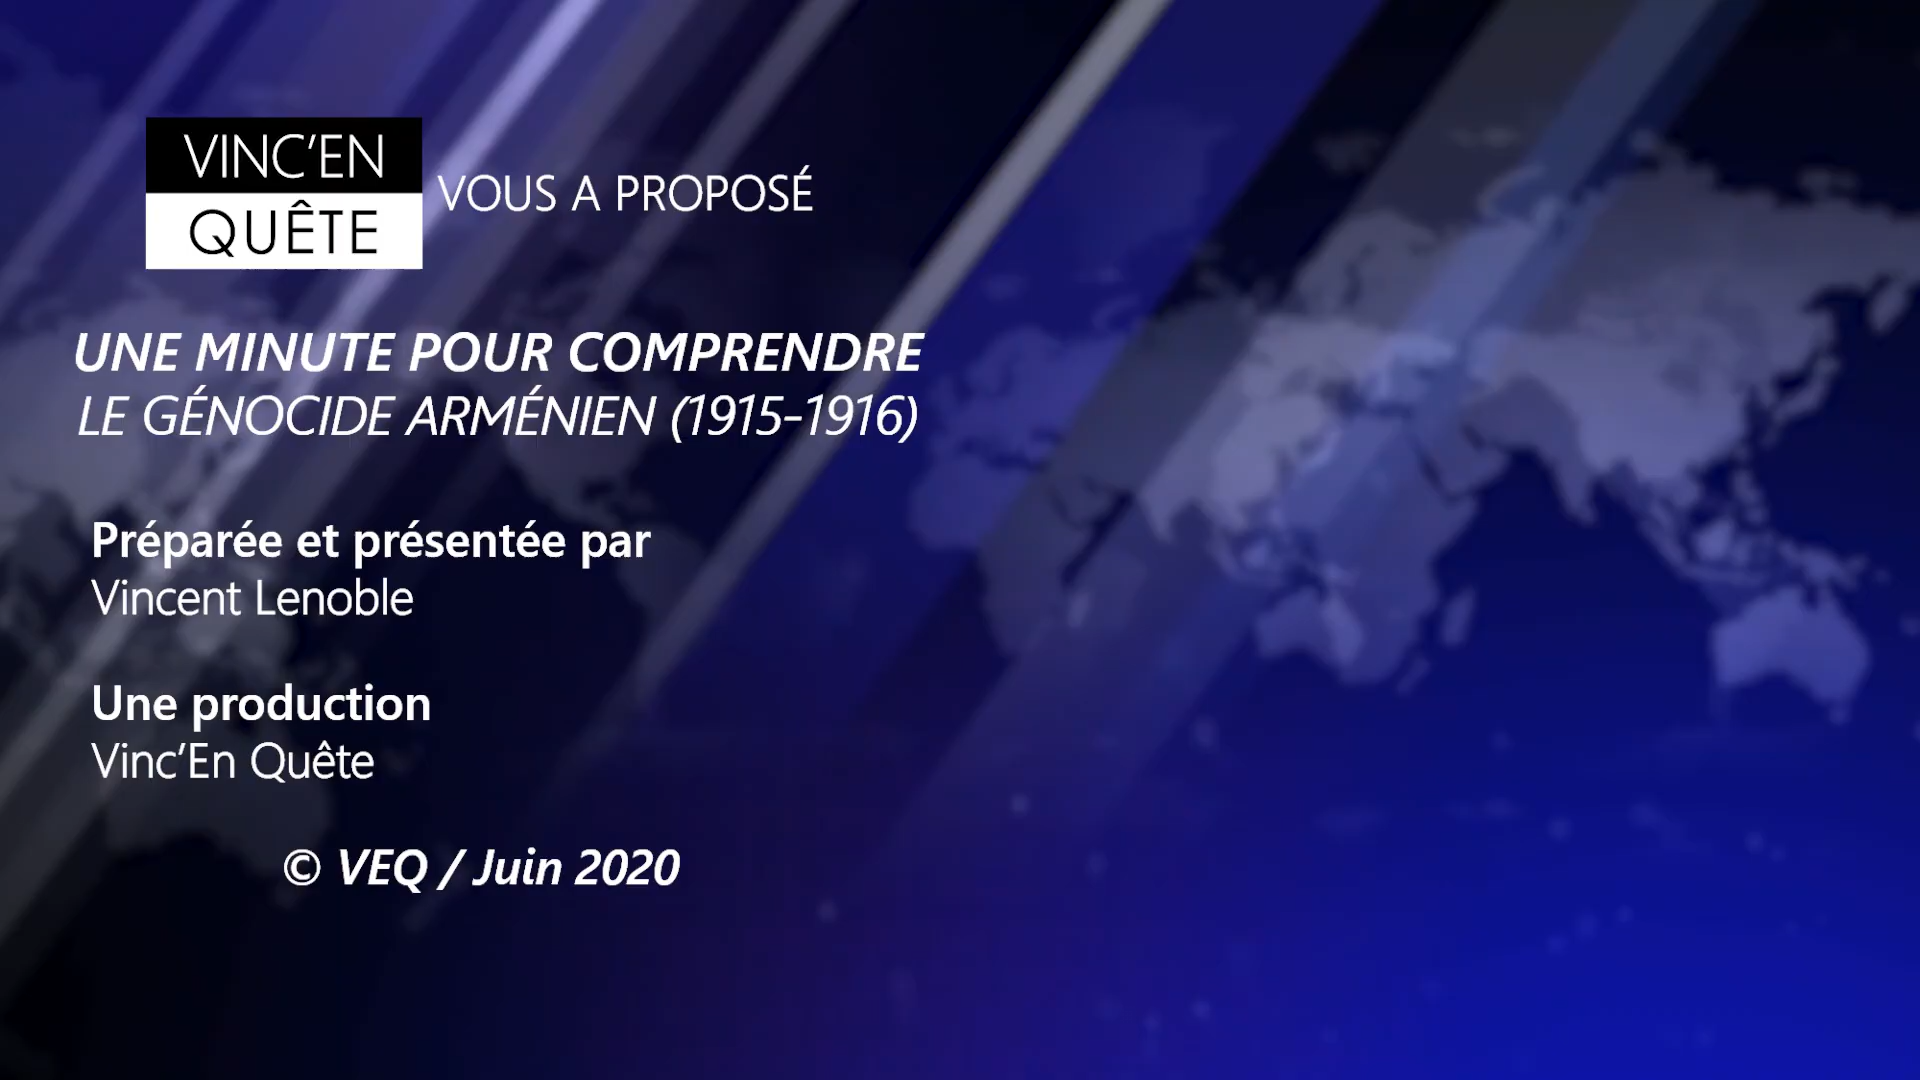 VINC'EN
QUÊTE
VOUS A PROPOSÉ
UNE MINUTE POUR COMPRENDRE
LE GÉNOCIDE ARMÉNIEN (1915-1916)
Préparée et présentée par
Vincent Lenoble
Une production
Vinc'En Quête
© VEQ / Juin 2020